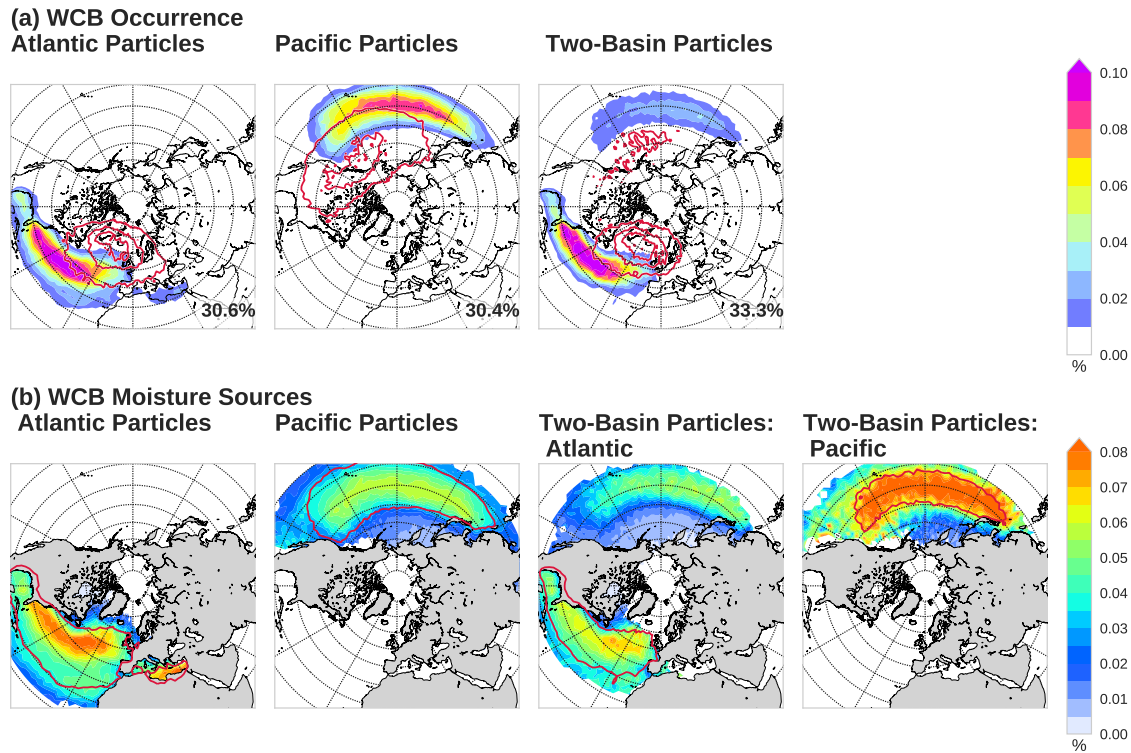 (a) WCB Occurrence
Atlantic Particles
Pacific Particles
Two-Basin Particles
30.6%
30.4%
33.3%
0.10
0.08
0.06
0.04
0.02
0.00
%
(b) WCB Moisture Sources
Atlantic Particles
Pacific Particles
Two-Basin Particles:
Atlantic
Two-Basin Particles:
Pacific
0.08
0.06
0.05
0.04
0.03
0.02
0.01
0.00
%